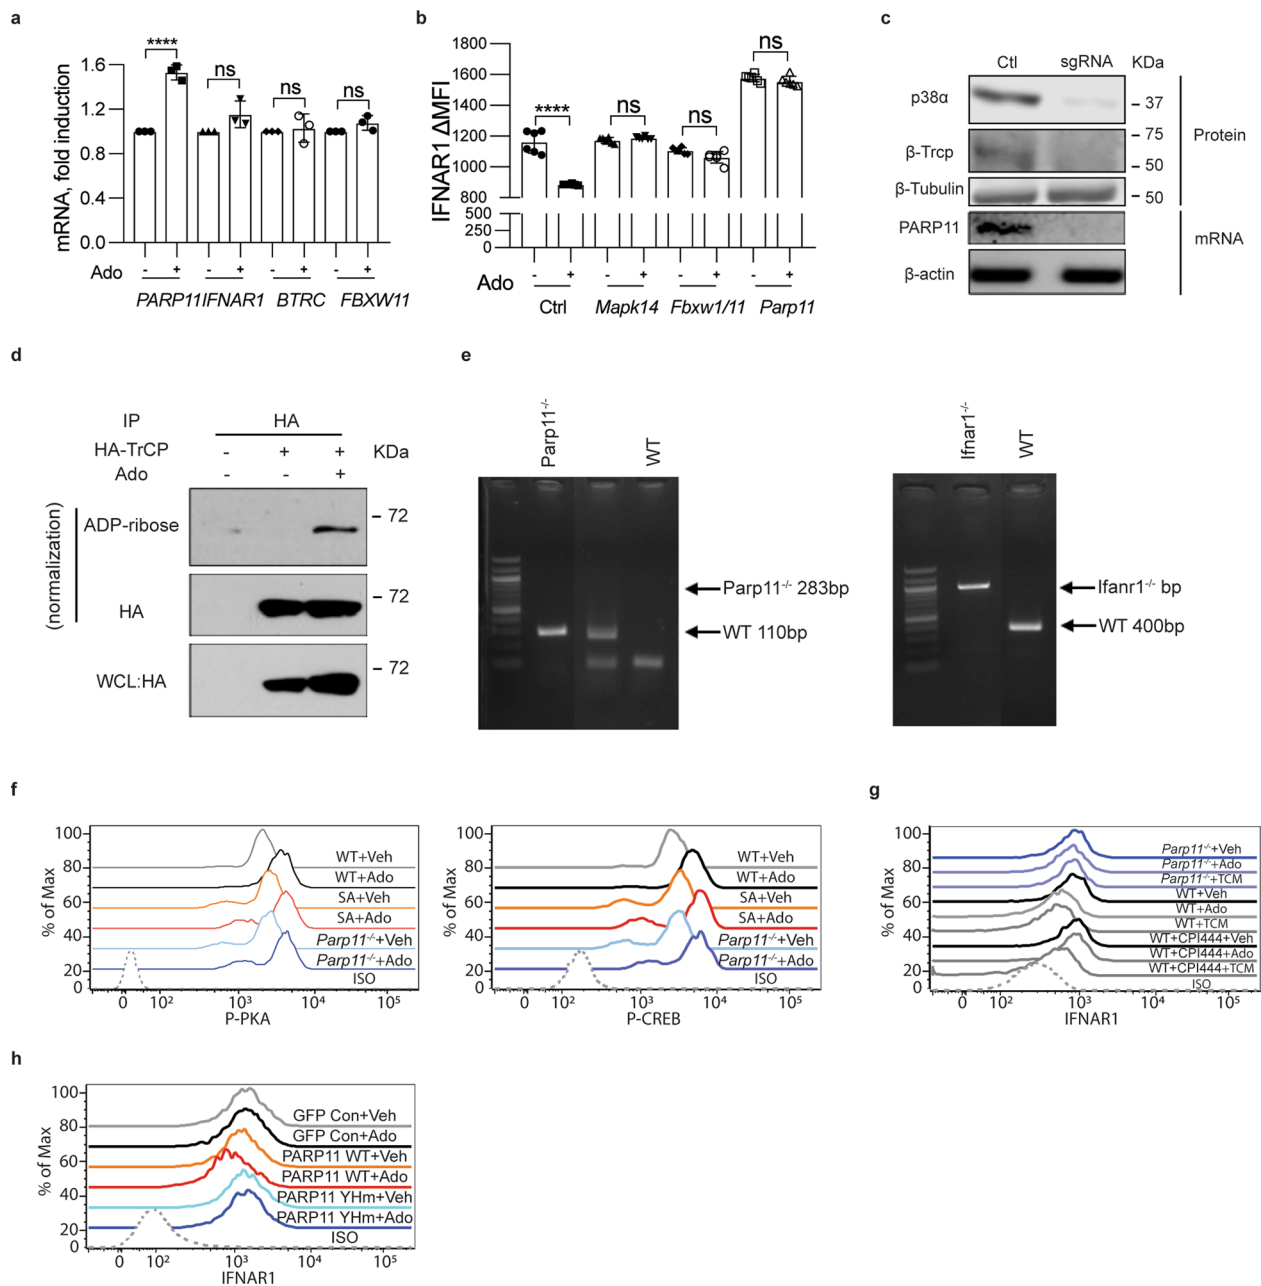 a
mRNA, fold induction
1.6
1.2
0.8
0.4
0.0
****
ns
ns
ns
Ado - + - + - + - +
PARP11 IFNAR1 BTRC FBXW11
b
IFNAR1 ΔMFI
1800
1600
1400
1200
1000
800
500
250
0
****
ns
ns
ns
Ado - + - + - + - +
Ctrl Mapk14 Fbxw1/11 Parp11
c
Ctl sgRNA KDa
p38α – 37
– 75
β-Trcp – 50
β-Tubulin – 50
PARP11
β-actin
Protein
mRNA
d
IP HA
HA-TrCP - + + KDa
Ado - +
(normalization)
ADP-ribose – 72
HA – 72
WCL:HA – 72
e
Parp11-/-
WT
Parp11-/- 283bp
WT 110bp
Ifnar1-/-
WT
Ifanr1-/- bp
WT 400bp
f
% of Max
100
80
60
40
20
0
WT+Veh
WT+Ado
SA+Veh
SA+Ado
Parp11-/-+Veh
Parp11-/-+Ado
ISO
0 10² 10³ 10⁴ 10⁵
P-PKA
% of Max
100
80
60
40
20
0
WT+Veh
WT+Ado
SA+Veh
SA+Ado
Parp11-/-+Veh
Parp11-/-+Ado
ISO
0 10² 10³ 10⁴ 10⁵
P-CREB
g
% of Max
100
80
60
40
20
0
Parp11-/-+Veh
Parp11-/-+Ado
Parp11-/-+TCM
WT+Veh
WT+Ado
WT+TCM
WT+CPI444+Veh
WT+CPI444+Ado
WT+CPI444+TCM
ISO
0 10² 10³ 10⁴ 10⁵
IFNAR1
h
% of Max
100
80
60
40
20
0
GFP Con+Veh
GFP Con+Ado
PARP11 WT+Veh
PARP11 WT+Ado
PARP11 YHm+Veh
PARP11 YHm+Ado
ISO
0 10² 10³ 10⁴ 10⁵
IFNAR1